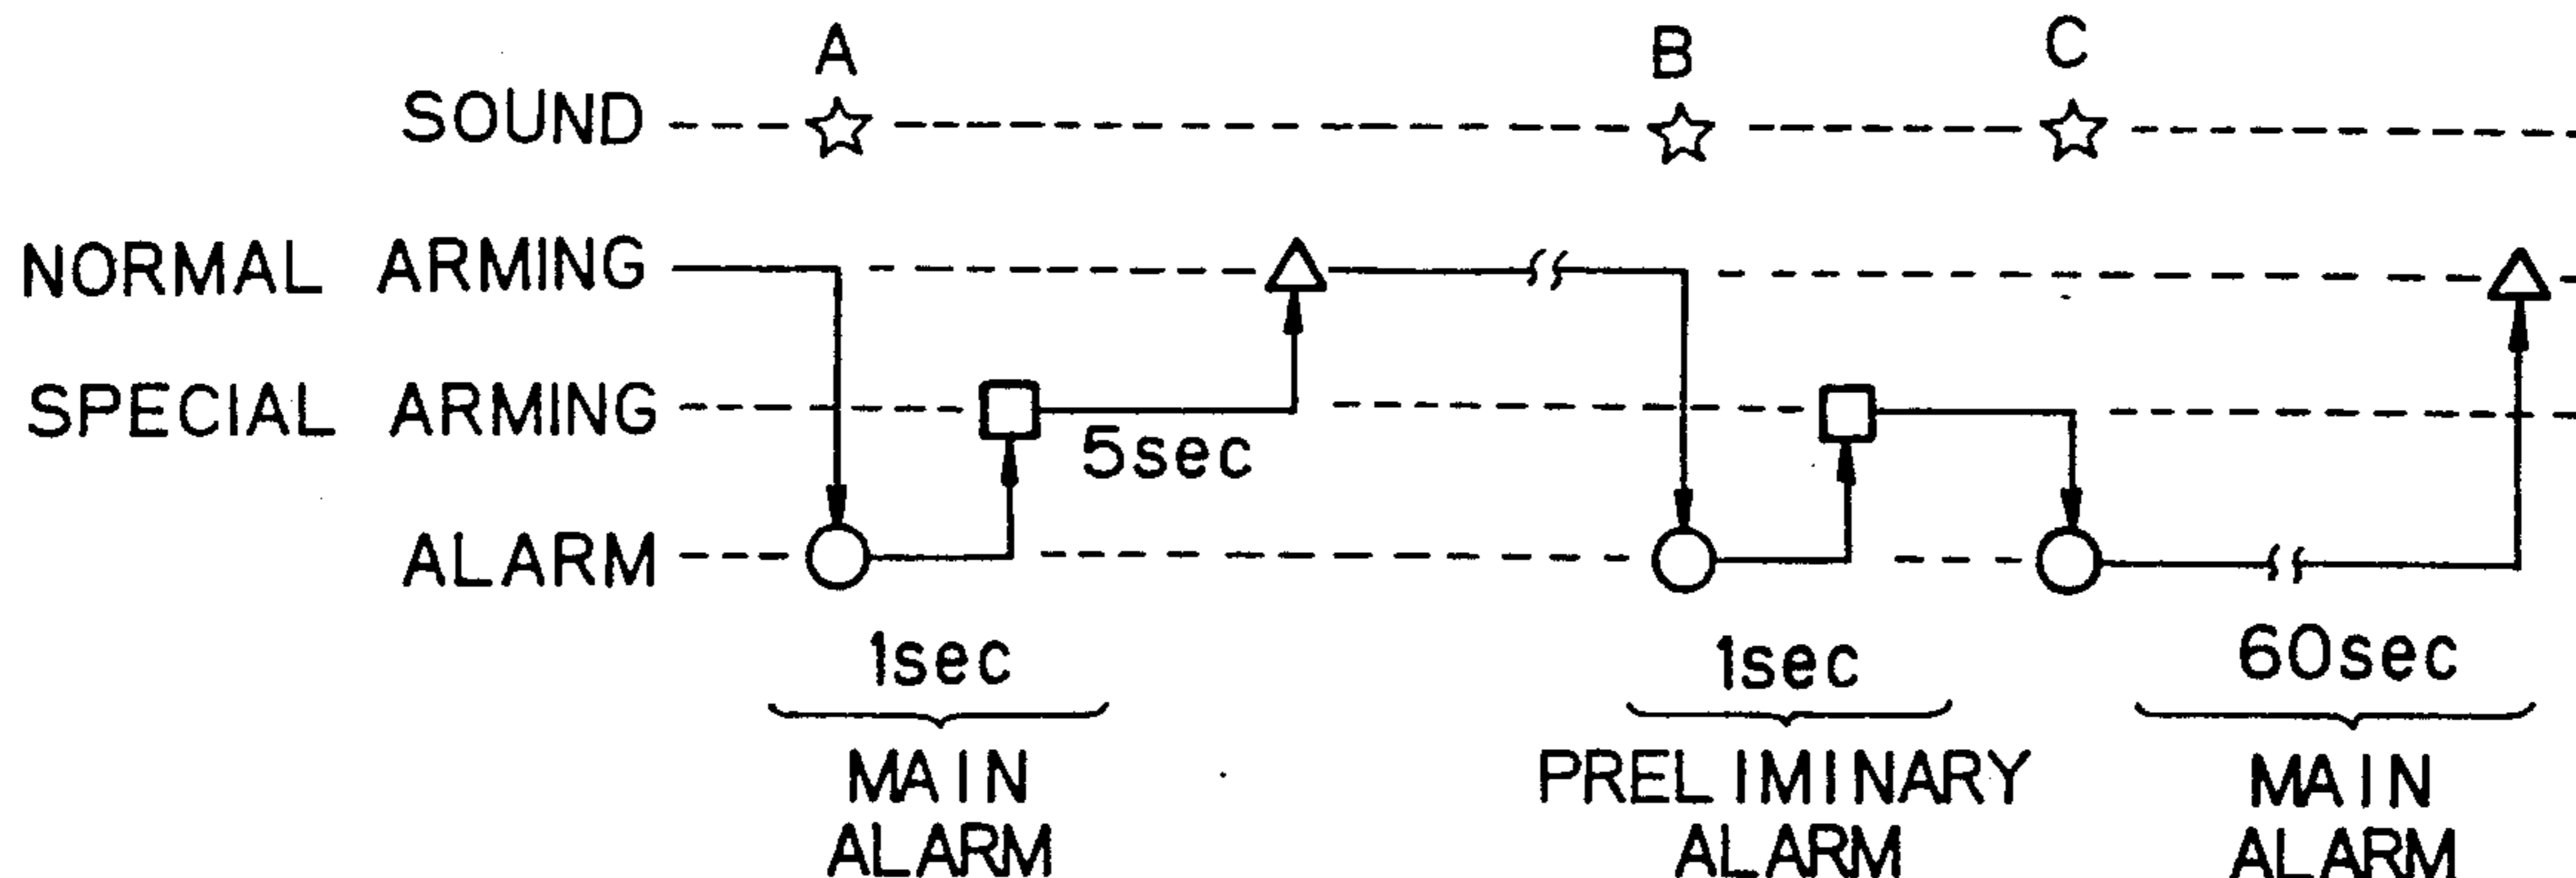 A B C
SOUND
NORMAL ARMING
SPECIAL ARMING
5sec
ALARM
1sec 1sec 60sec
MAIN PRELIMINARY MAIN
ALARM ALARM ALARM